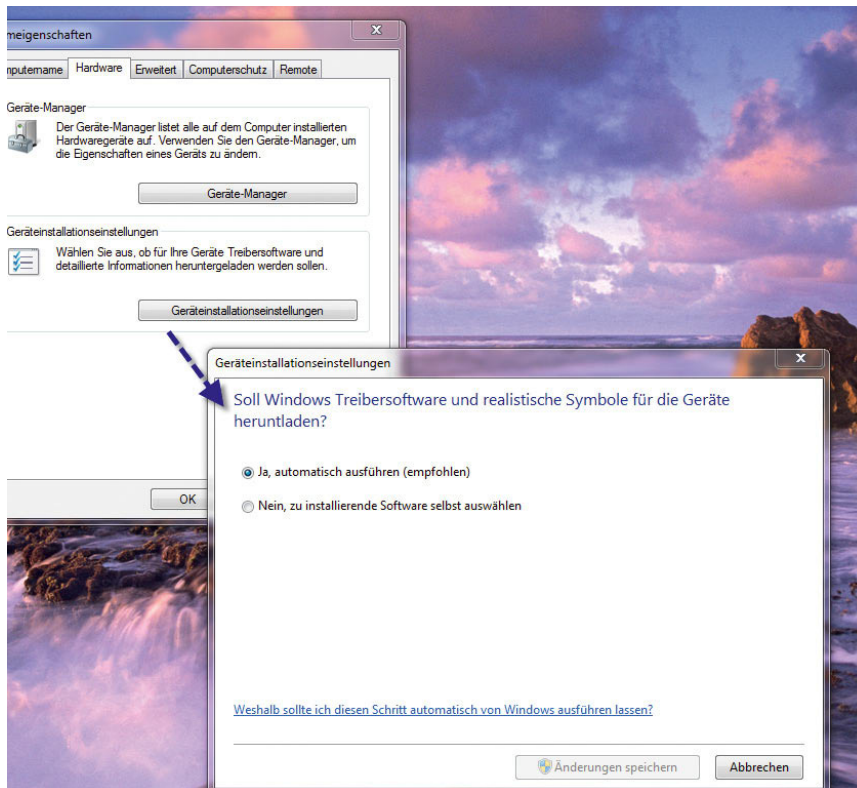 meigenschaften
x
mputername Hardware Erweitert Computerschutz Remote
Geräte-Manager
Der Geräte-Manager listet alle auf dem Computer installierten
Hardwaregeräte auf. Verwenden Sie den Geräte-Manager, um
die Eigenschaften eines Geräts zu ändern.
Geräte-Manager
Geräteinstallationseinstellungen
Wählen Sie aus, ob für Ihre Geräte Treibersoftware und
detaillierte Informationen heruntergeladen werden sollen.
Geräteinstallationseinstellungen
OK
Geräteinstallationseinstellungen
x
Soll Windows Treibersoftware und realistische Symbole für die Geräte
heruntladen?
Ja, automatisch ausführen (empfohlen)
Nein, zu installierende Software selbst auswählen
Weshalb sollte ich diesen Schritt automatisch von Windows ausführen lassen?
Änderungen speichern Abbrechen